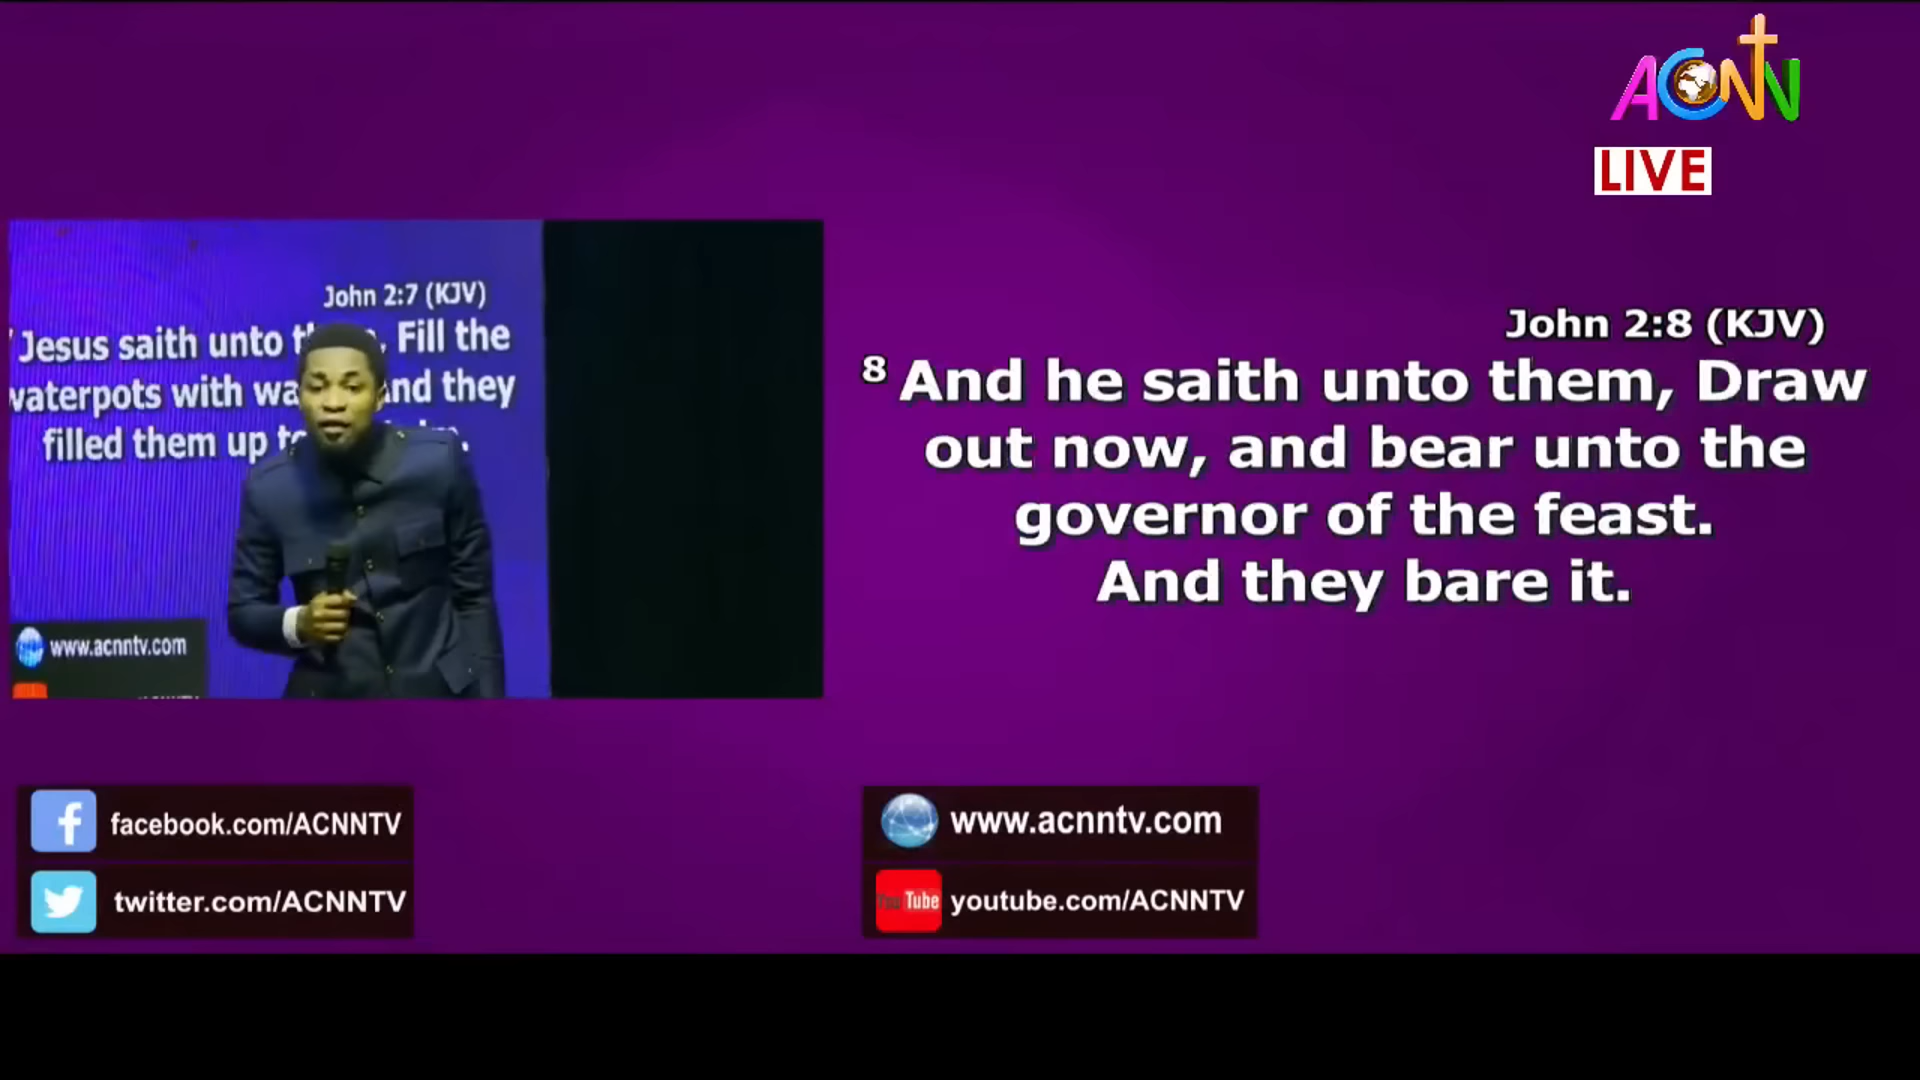 ACNN
LIVE
John 2:7 (KJV)
Jesus saith unto Fill the
waterpots with And they
filled them up
www.acnntv.com
John 2:8 (KJV)
8 And he saith unto them, Draw
out now, and bear unto the
governor of the feast.
And they bare it.
facebook.com/ACNNTV
twitter.com/ACNNTV
www.acnntv.com
YouTube youtube.com/ACNNTV